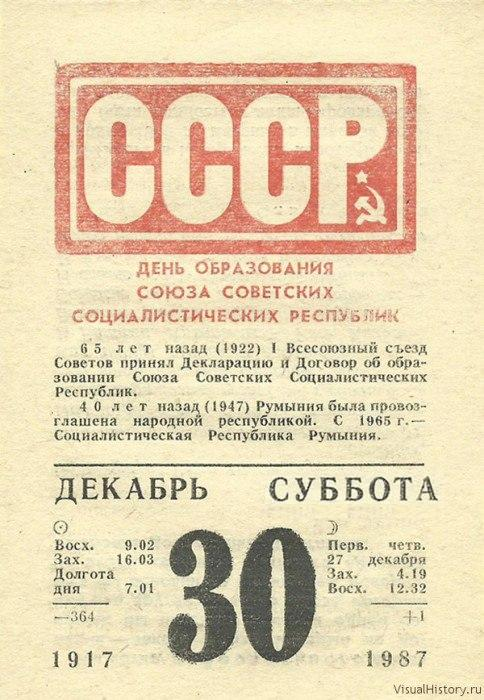 СССР
ДЕНЬ ОБРАЗОВАНИЯ
СОЮЗА СОВЕТСКИХ
СОЦИАЛИСТИЧЕСКИХ РЕСПУБЛИК
65 лет назад (1922) I Всесоюзный съезд
Советов принял Декларацию и Договор об обра-
зовании Союза Советских Социалистических
Республик.
40 лет назад (1947) Румыния была провоз-
глашена народной республикой. С 1965 г.—
Социалистическая Республика Румыния.
ДЕКАБРЬ СУББОТА
Восх. 9.02
Зах. 16.03
Долгота
дня 7.01
—364
1917
30
Перв. четв.
27 декабря
Зах. 4.19
Восх. 12.32
+1
1987
VisualHistory.ru